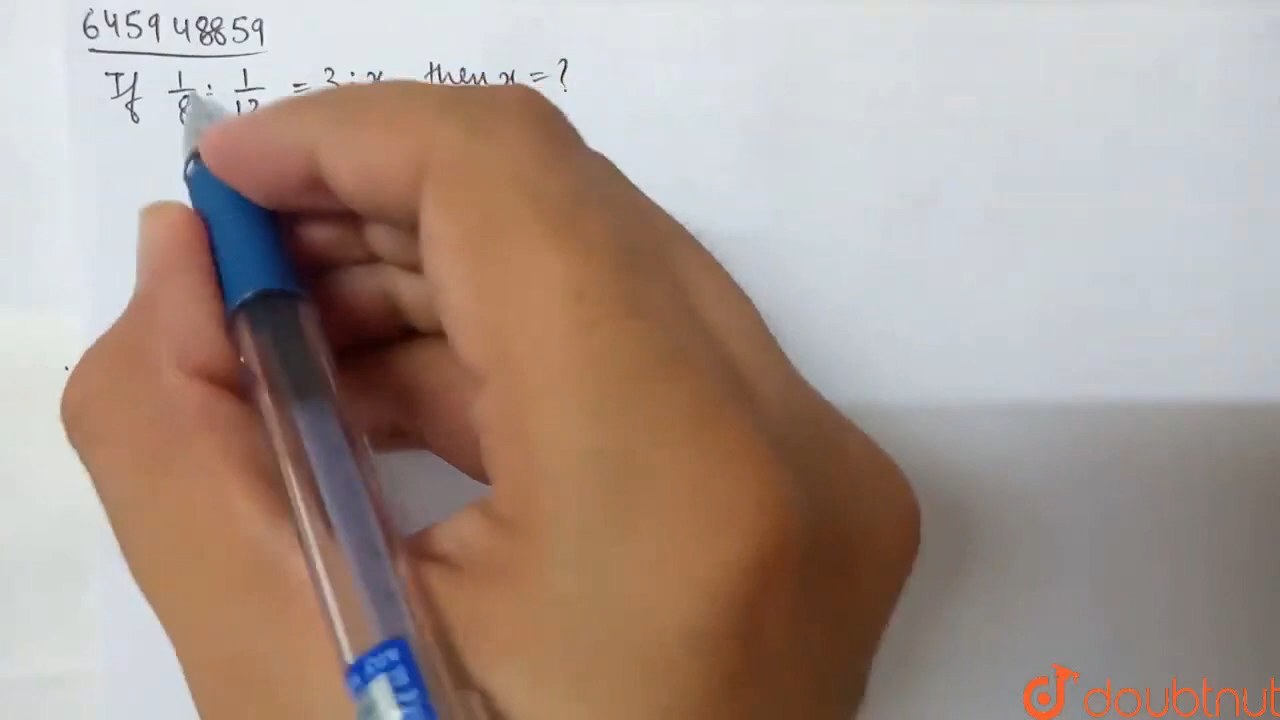 645948859
If 1/8 : 1/12 = 3 : x then x = ?
doubtnut